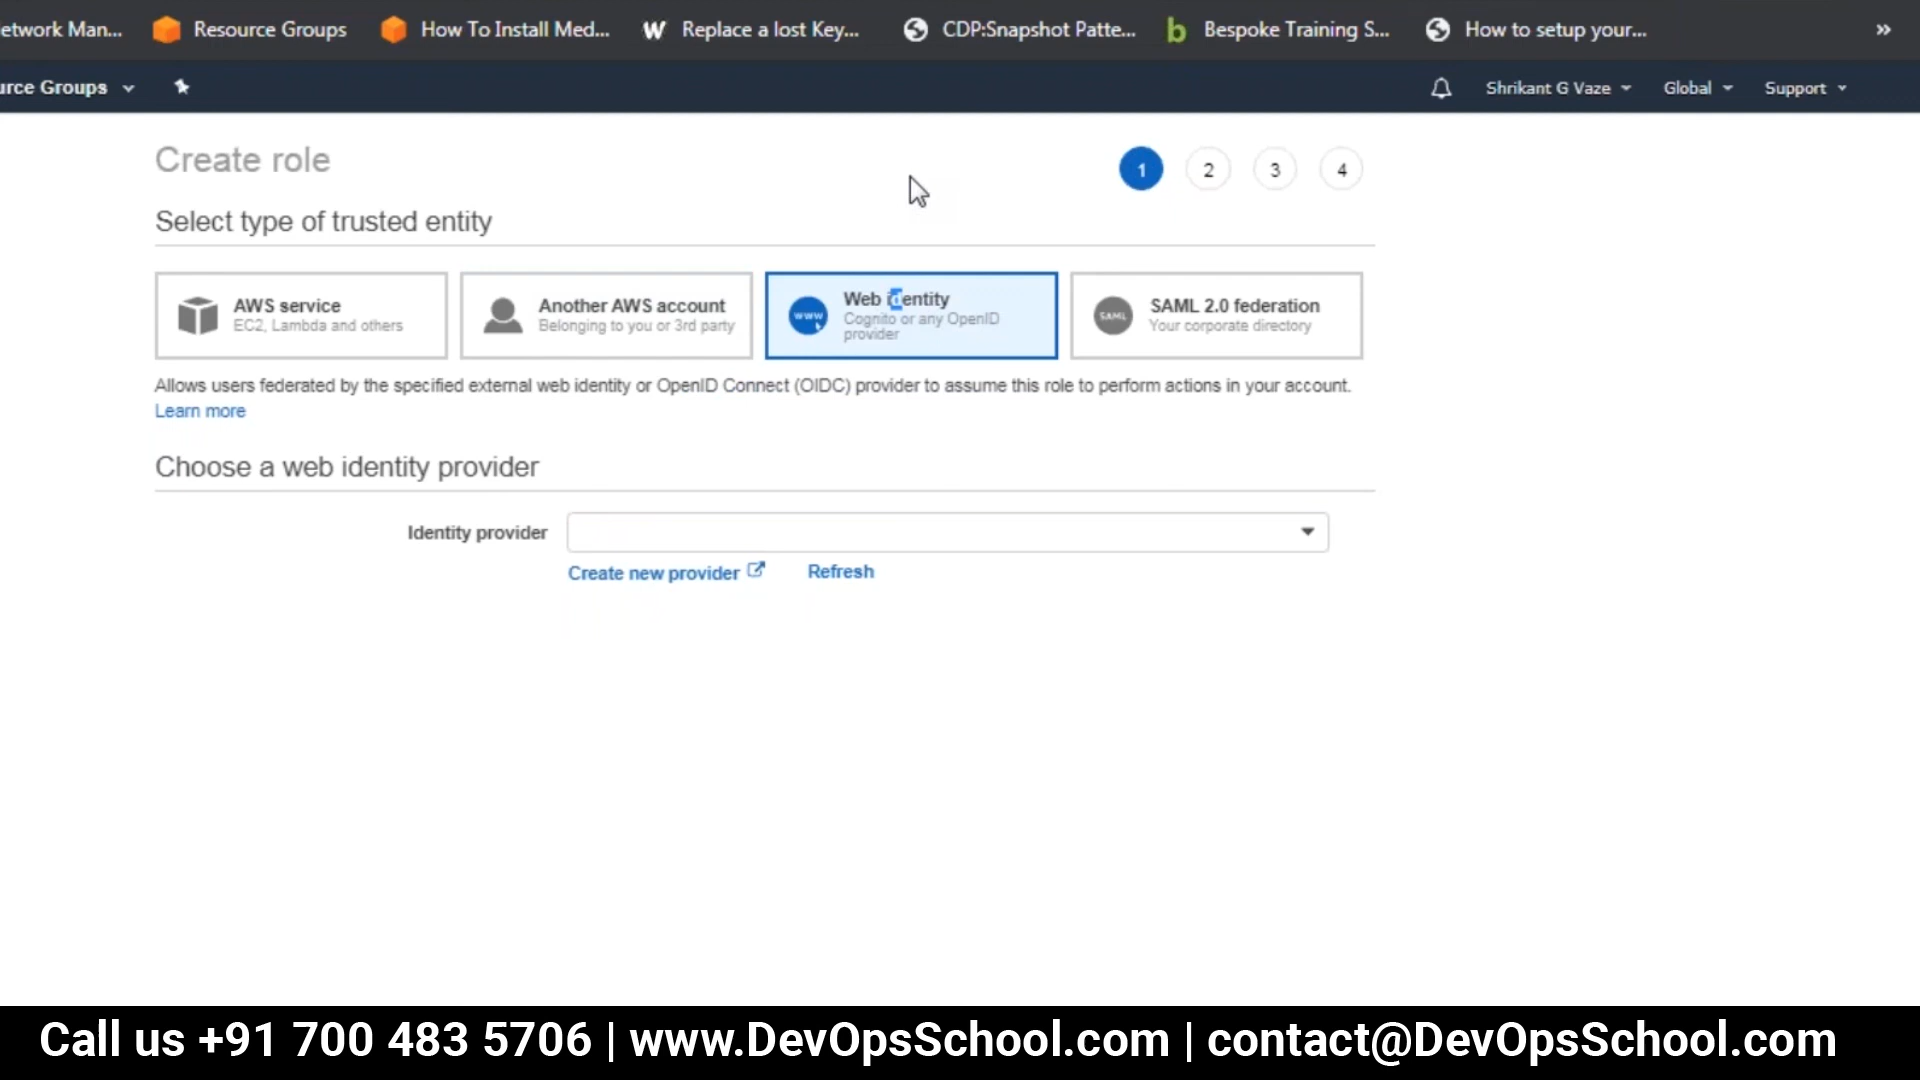 etwork Man... Resource Groups How To Install Med... W Replace a lost Key... CDP:Snapshot Patte... b Bespoke Training S... How to setup your... »
urce Groups Shrikant G Vaze Global Support
Create role 1 2 3 4
Select type of trusted entity
AWS service
EC2, Lambda and others
Another AWS account
Belonging to you or 3rd party
www
Web identity
Cognito or any OpenID
provider
SAML
SAML 2.0 federation
Your corporate directory
Allows users federated by the specified external web identity or OpenID Connect (OIDC) provider to assume this role to perform actions in your account.
Learn more
Choose a web identity provider
Identity provider
Create new provider Refresh
Call us +91 700 483 5706 | www.DevOpsSchool.com | contact@DevOpsSchool.com